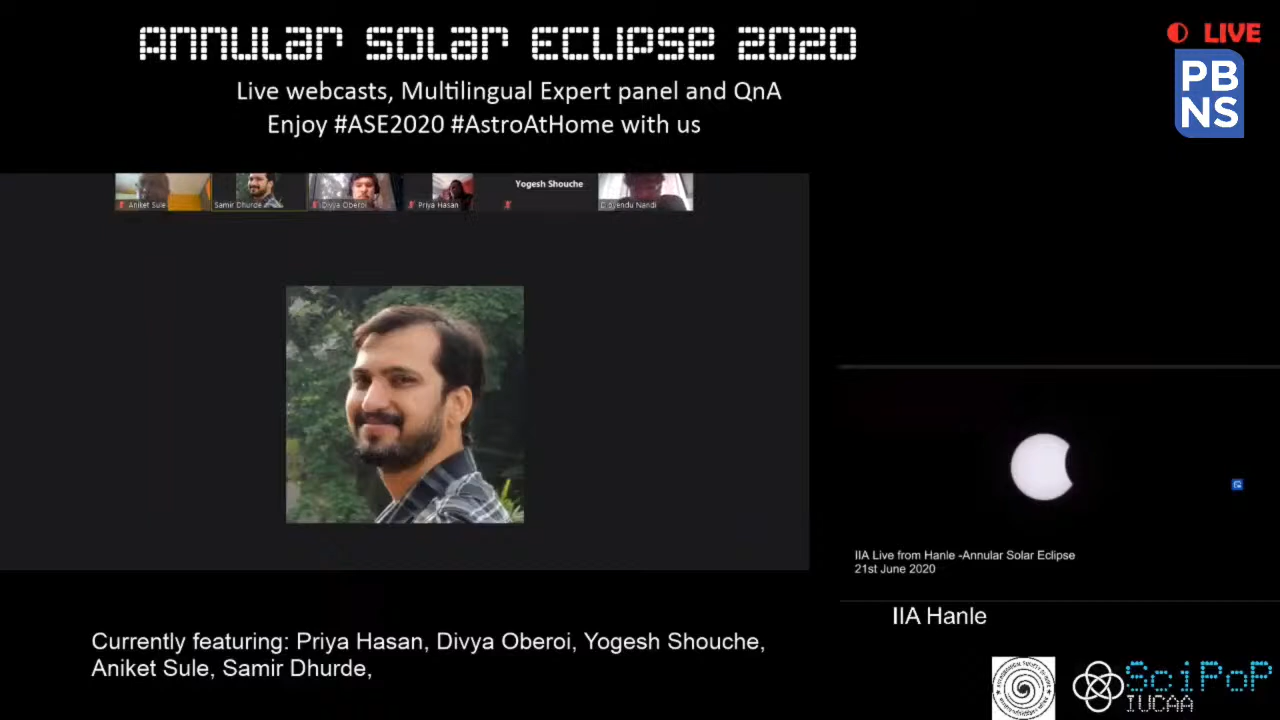 ANNULAR SOLAR ECLIPSE 2020
LIVE
PB
NS
Live webcasts, Multilingual Expert panel and QnA
Enjoy #ASE2020 #AstroAtHome with us
Aniket Sule
Samir Dhurde
Divya Oberoi
Priya Hasan
Yogesh Shouche
Dibyendu Nandi
IIA Live from Hanle -Annular Solar Eclipse
21st June 2020
IIA Hanle
Currently featuring: Priya Hasan, Divya Oberoi, Yogesh Shouche,
Aniket Sule, Samir Dhurde,
SciPoP
IUCAA